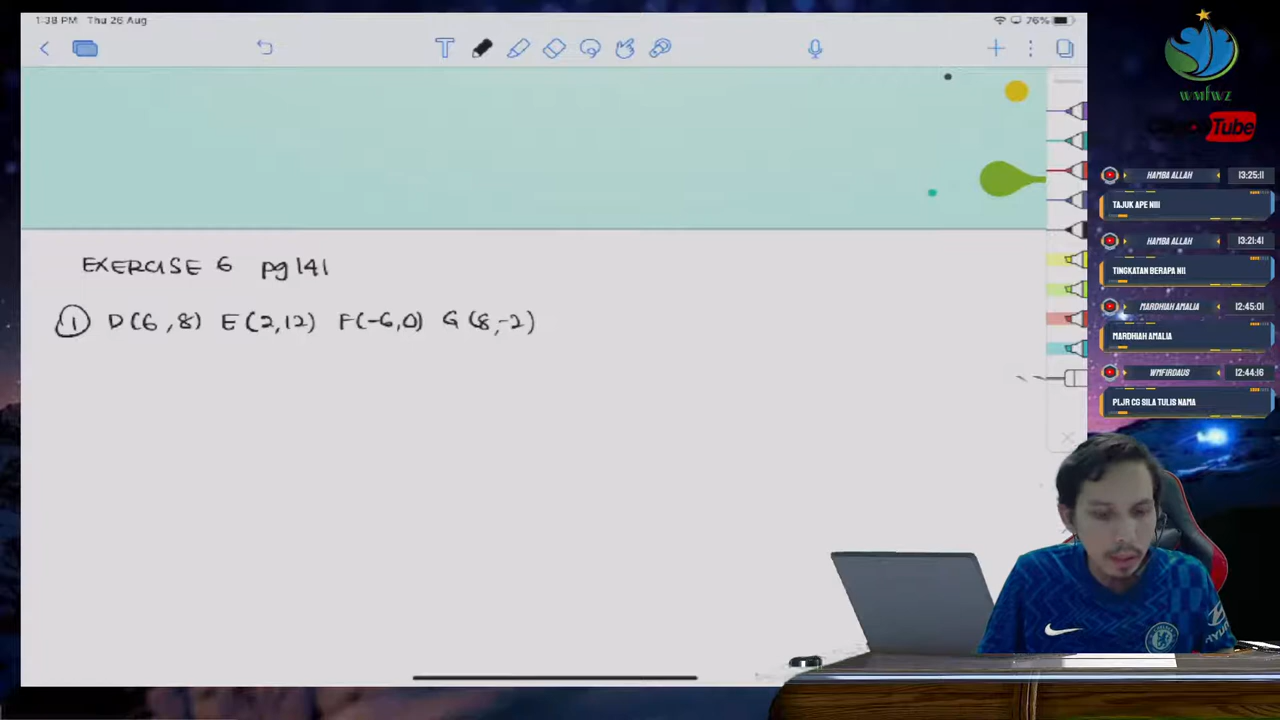 1:38 PM Thu 26 Aug
76%
T
EXERCISE 6 pg 141
1 D(6,8) E(2,12) F(-6,0) G(8,-2)
wmfwz
Tube
HAMBA ALLAH 13:25:11
TAJUK APE NIII
HAMBA ALLAH 13:21:41
TINGKATAN BERAPA NII
MARDHIAH AMALIA 12:45:01
MARDHIAH AMALIA
WMFIRDAUS 12:44:16
PLJR CG SILA TULIS NAMA
HYUNDAI